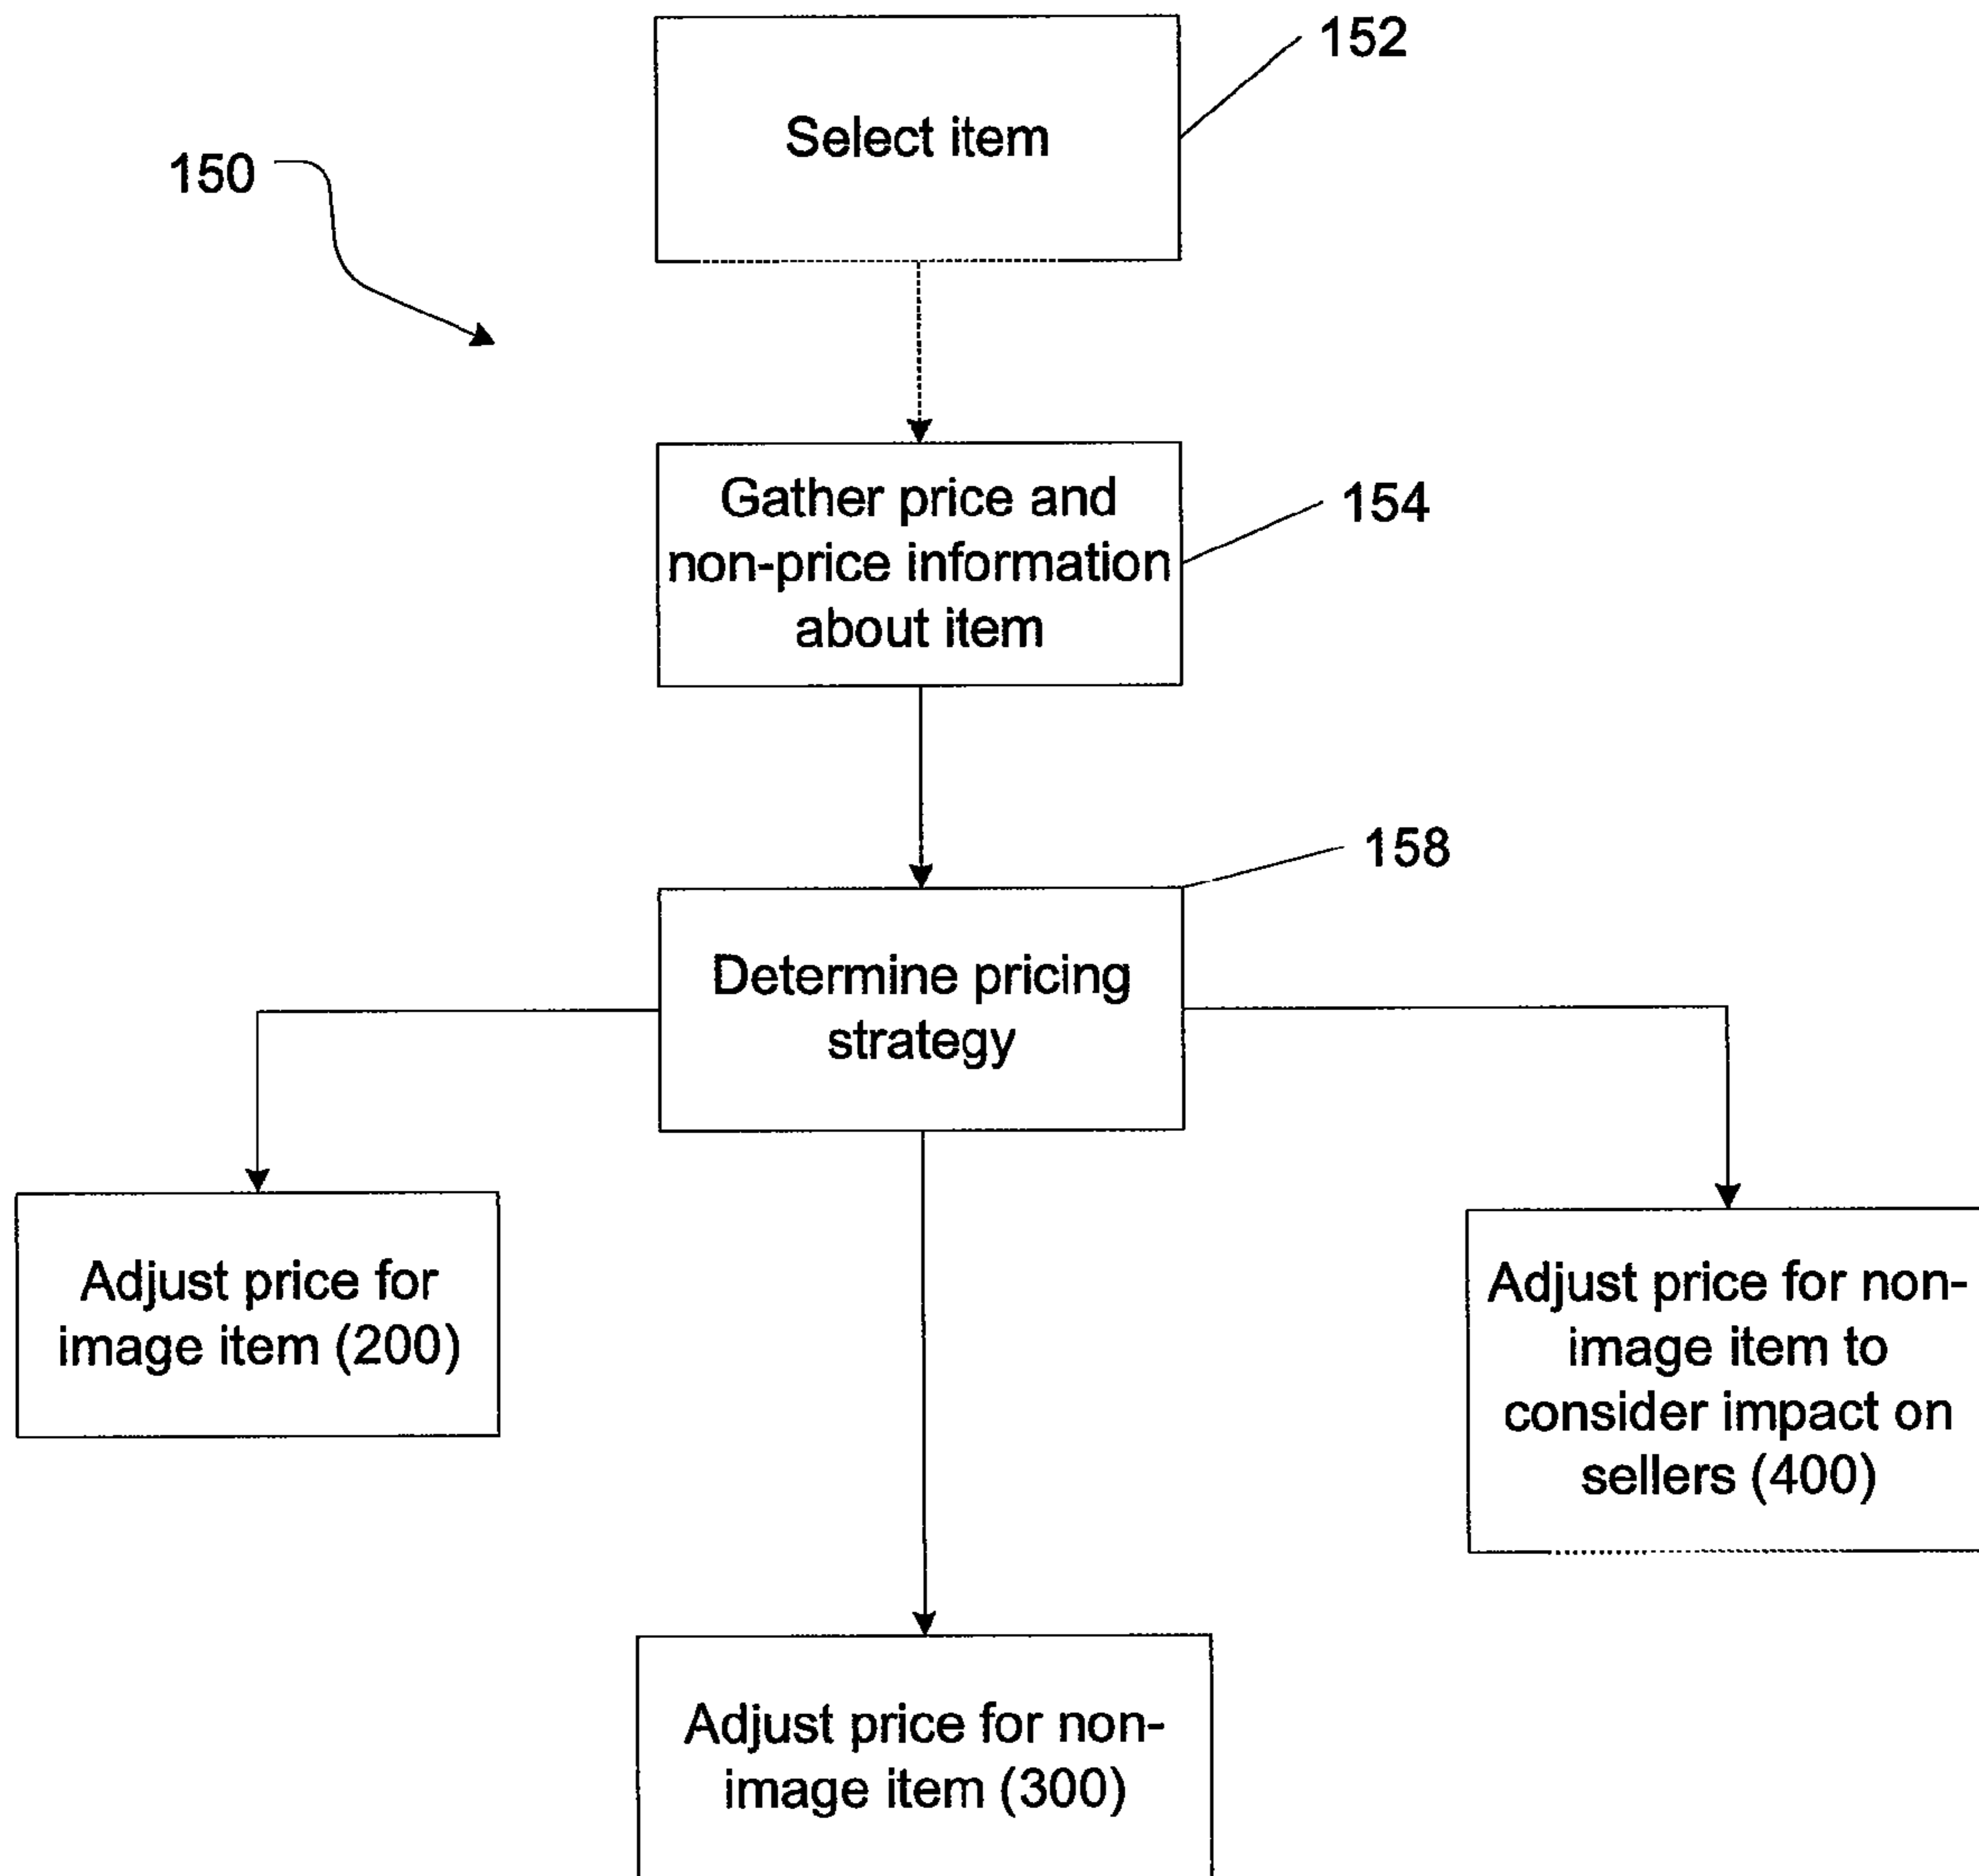 152
Select item
150
Gather price and
non-price information
about item
154
158
Determine pricing
strategy
Adjust price for
image item (200)
Adjust price for non-
image item to
consider impact on
sellers (400)
Adjust price for non-
image item (300)